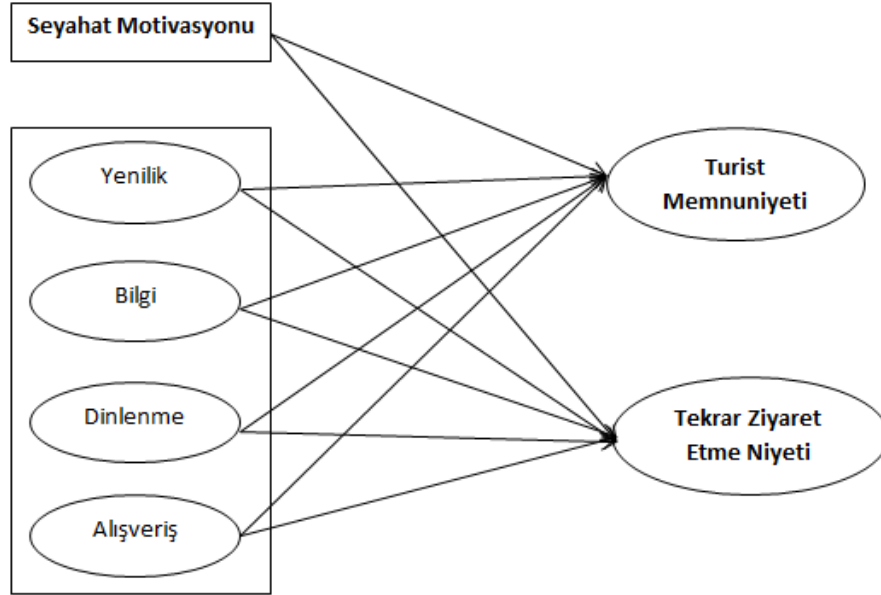 Seyahat Motivasyonu
Yenilik
Bilgi
Dinlenme
Alışveriş
Turist
Memnuniyeti
Tekrar Ziyaret
Etme Niyeti